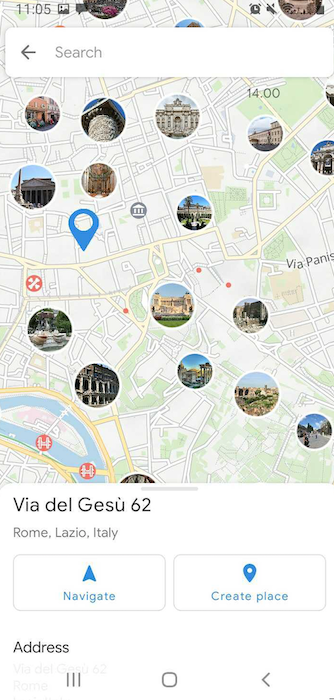 11:05
Search
14.00
Via Panis
Via del Gesù 62
Rome, Lazio, Italy
Navigate
Create place
Address
Via del Gesù 62
Rome